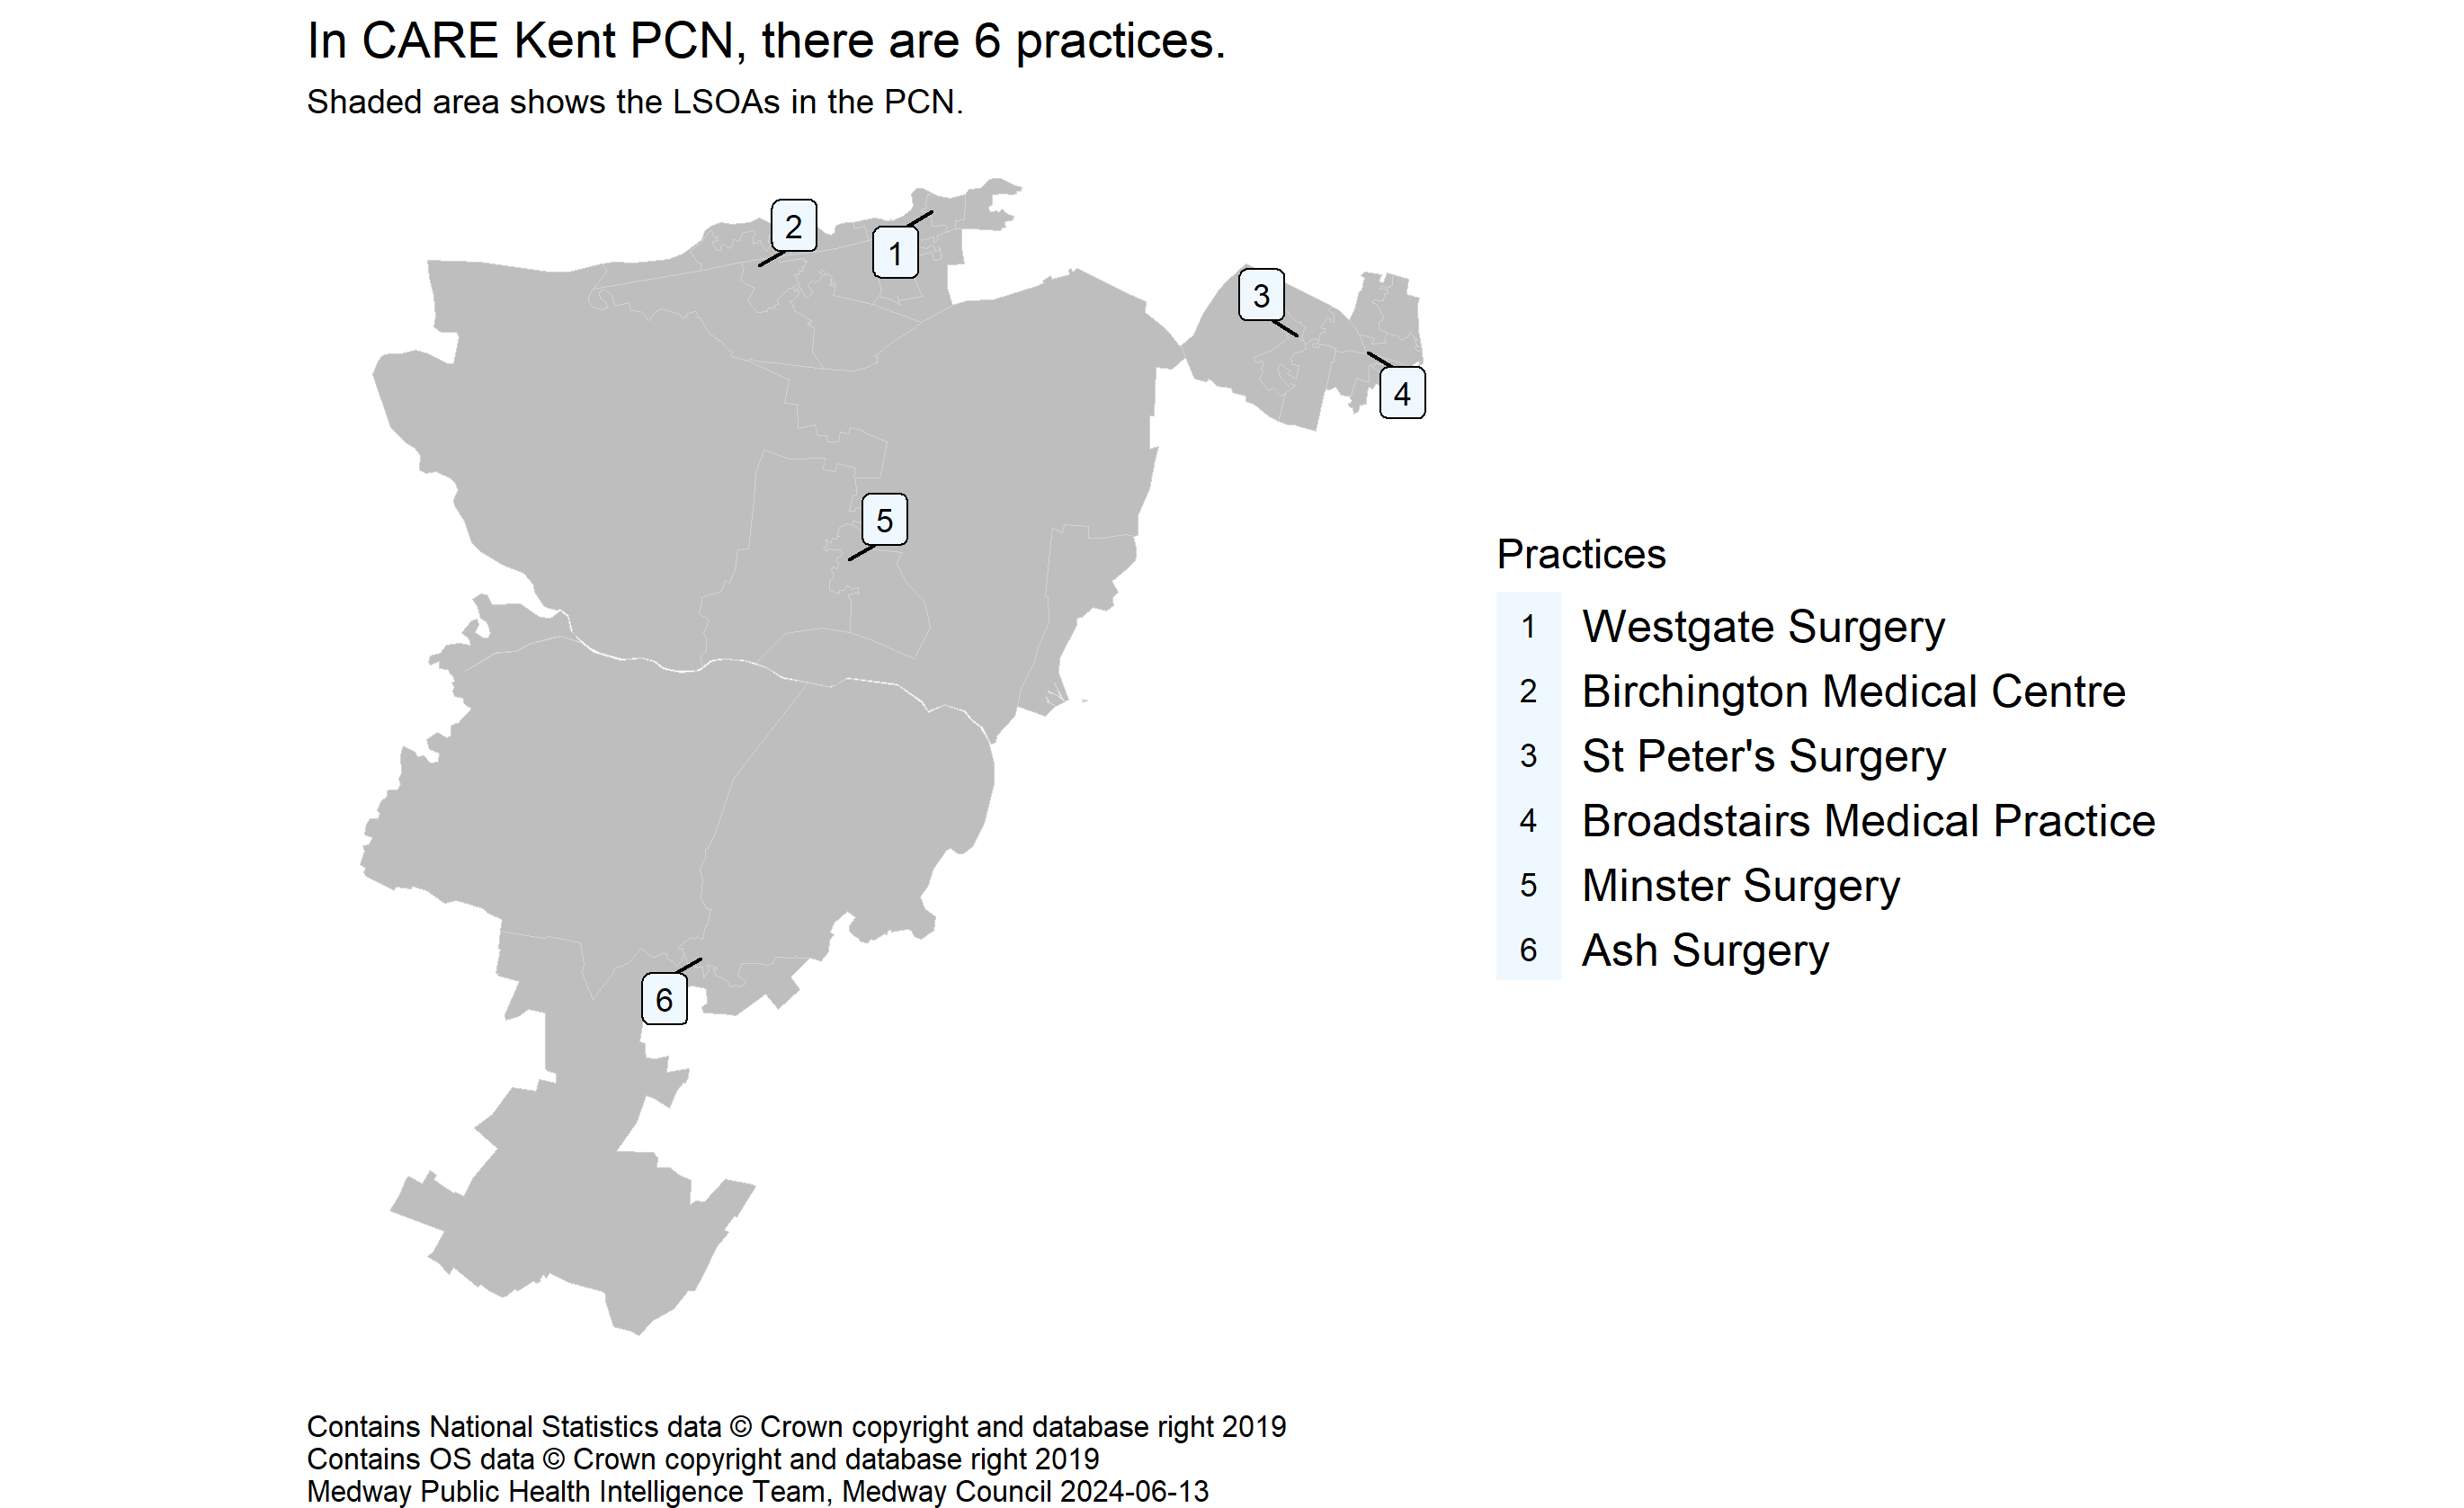 In CARE Kent PCN, there are 6 practices.
Shaded area shows the LSOAs in the PCN.
2
1
3
4
5
6
Practices
1 Westgate Surgery
2 Birchington Medical Centre
3 St Peter's Surgery
4 Broadstairs Medical Practice
5 Minster Surgery
6 Ash Surgery
Contains National Statistics data © Crown copyright and database right 2019
Contains OS data © Crown copyright and database right 2019
Medway Public Health Intelligence Team, Medway Council 2024-06-13